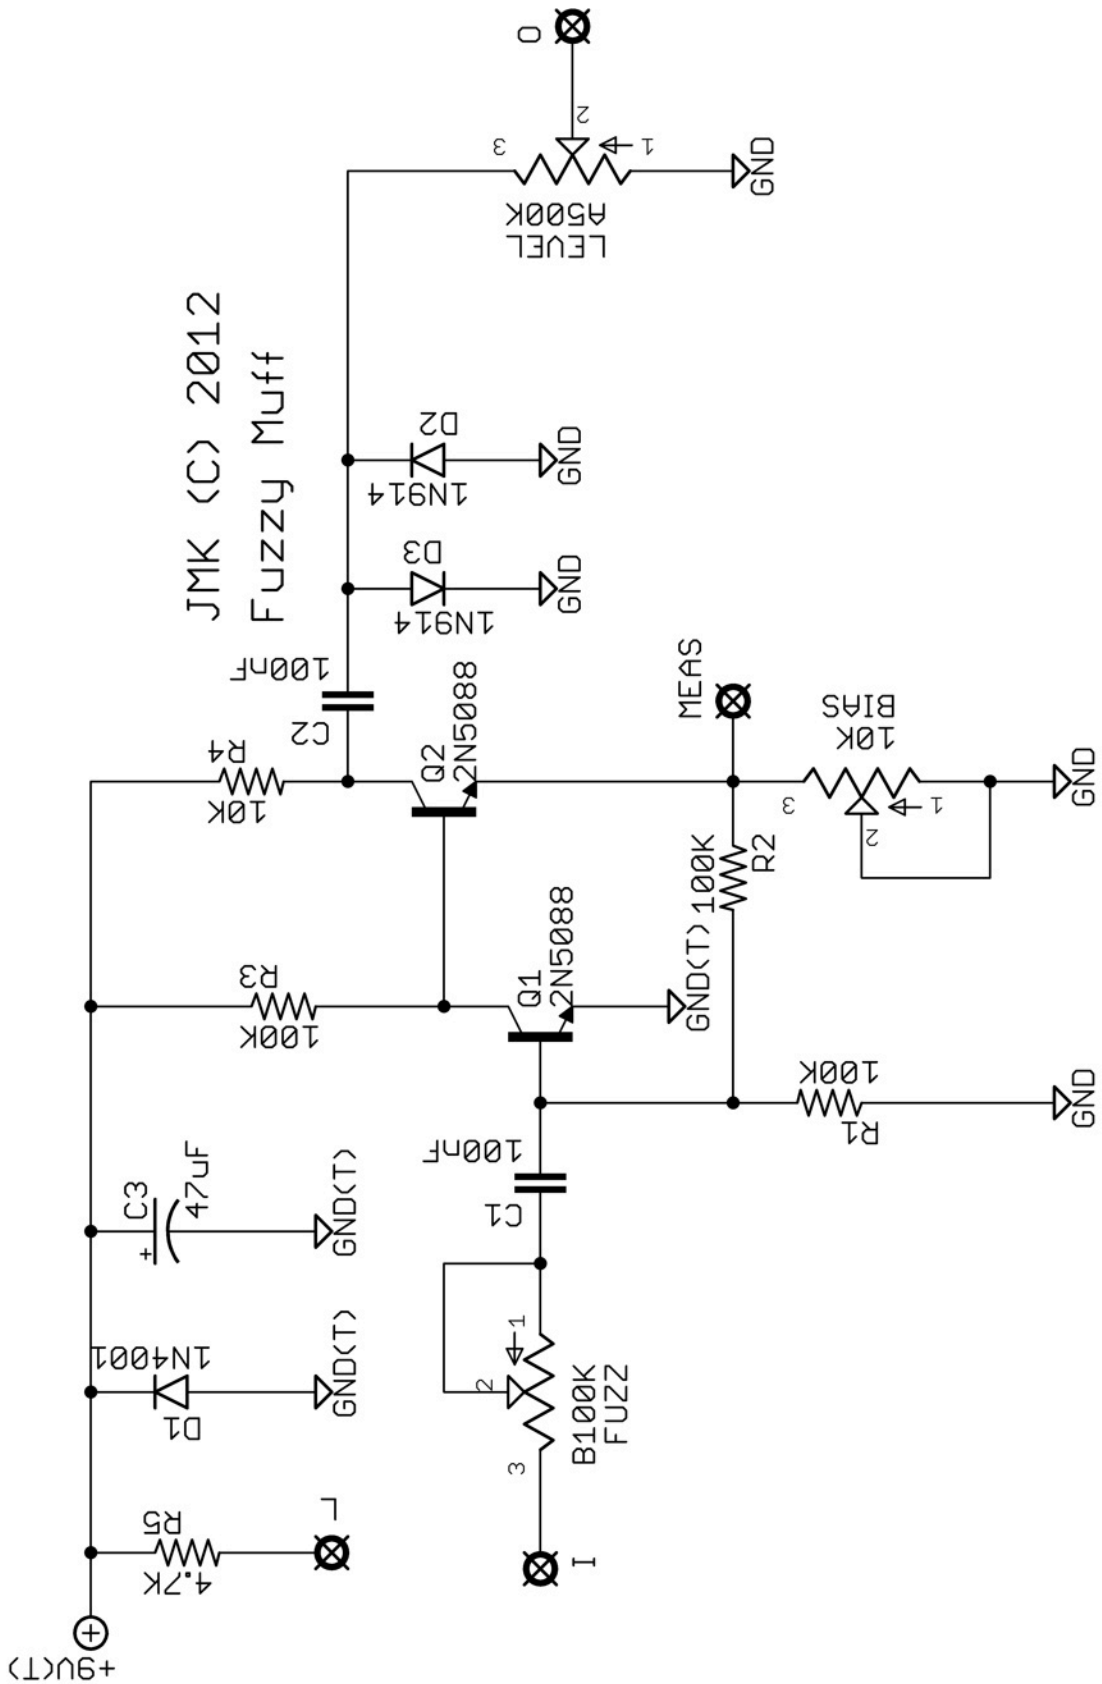 JMK (C) 2012
Fuzzy Muff
+9V(T)
R5
4.7K
L
D1
1N4001
GND(T)
C3
47uF
+
GND(T)
R3
100K
R4
10K
C2
100nF
Q2
2N5088
D3
1N914
GND
D2
1N914
GND
LEVEL
A500K
3
2
1
O
GND
I
B100K
FUZZ
3
2
1
C1
100nF
Q1
2N5088
GND(T)
R1
100K
GND
100K
R2
MEAS
BIAS
10K
3
2
1
GND